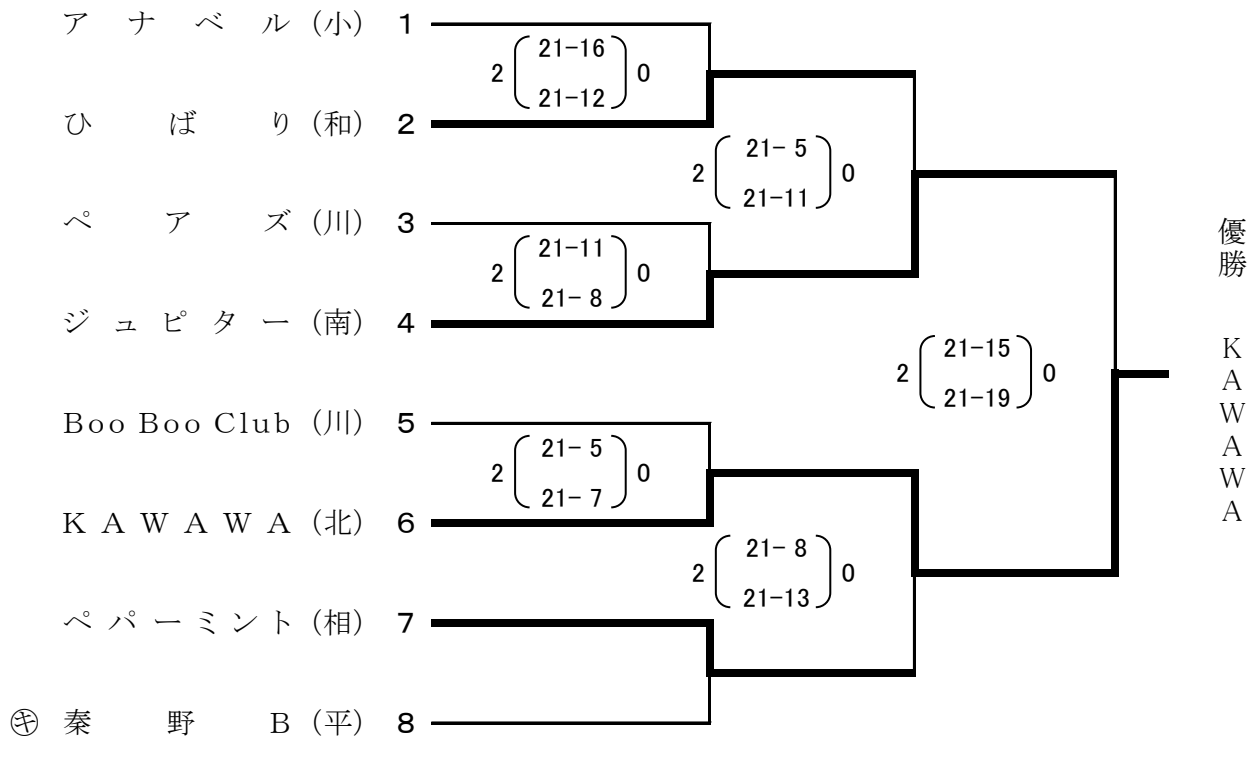 アナベル（小） 1
2 21-16 0
21-12
ひばり（和） 2
2 21- 5 0
21-11
ペアズ（川） 3
2 21-11 0
21- 8
ジュピター（南） 4
2 21-15 0
21-19
Boo Boo Club（川） 5
2 21- 5 0
21- 7
KAWAWA（北） 6
2 21- 8 0
21-13
ペパーミント（相） 7
㋖ 秦野B（平） 8
優勝 KAWAWA